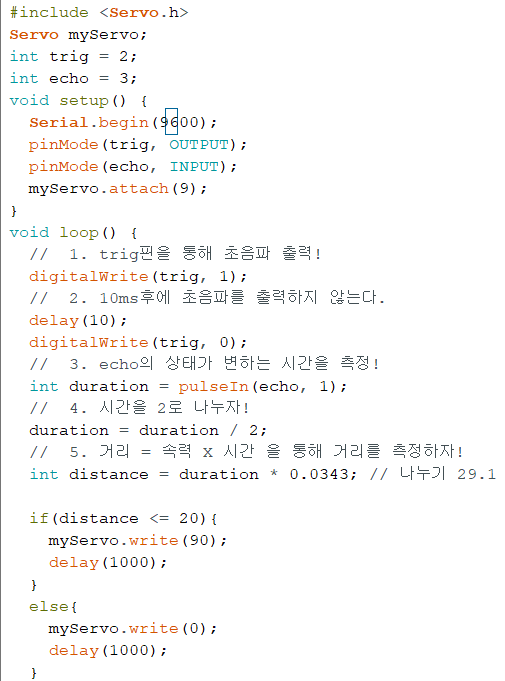 #include <Servo.h>
Servo myServo;
int trig = 2;
int echo = 3;
void setup() {
  Serial.begin(9600);
  pinMode(trig, OUTPUT);
  pinMode(echo, INPUT);
  myServo.attach(9);
}
void loop() {
  //  1. trig핀을 통해 초음파 출력!
  digitalWrite(trig, 1);
  //  2. 10ms후에 초음파를 출력하지 않는다.
  delay(10);
  digitalWrite(trig, 0);
  //  3. echo의 상태가 변하는 시간을 측정!
  int duration = pulseIn(echo, 1);
  //  4. 시간을 2로 나누자!
  duration = duration / 2;
  //  5. 거리 = 속력 X 시간 을 통해 거리를 측정하자!
  int distance = duration * 0.0343; // 나누기 29.1
  if(distance <= 20){
    myServo.write(90);
    delay(1000);
  }
  else{
    myServo.write(0);
    delay(1000);
  }